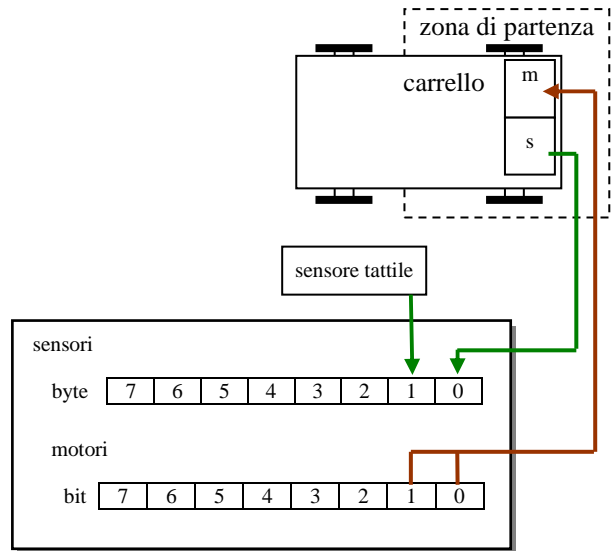 zona di partenza
carrello
m
s
sensore tattile
sensori
byte 7 6 5 4 3 2 1 0
motori
bit 7 6 5 4 3 2 1 0